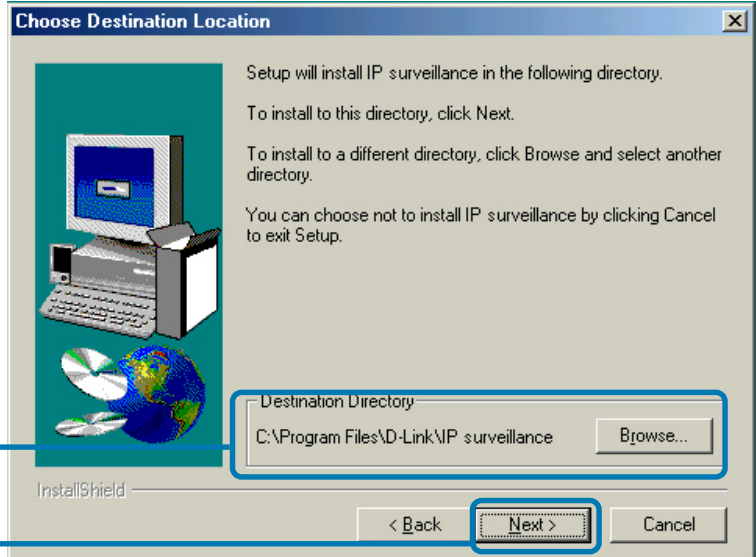 Choose Destination Location
Setup will install IP surveillance in the following directory.
To install to this directory, click Next.
To install to a different directory, click Browse and select another
directory.
You can choose not to install IP surveillance by clicking Cancel
to exit Setup.
Destination Directory
C:\Program Files\D-Link\IP surveillance
Browse...
InstallShield
< Back
Next >
Cancel